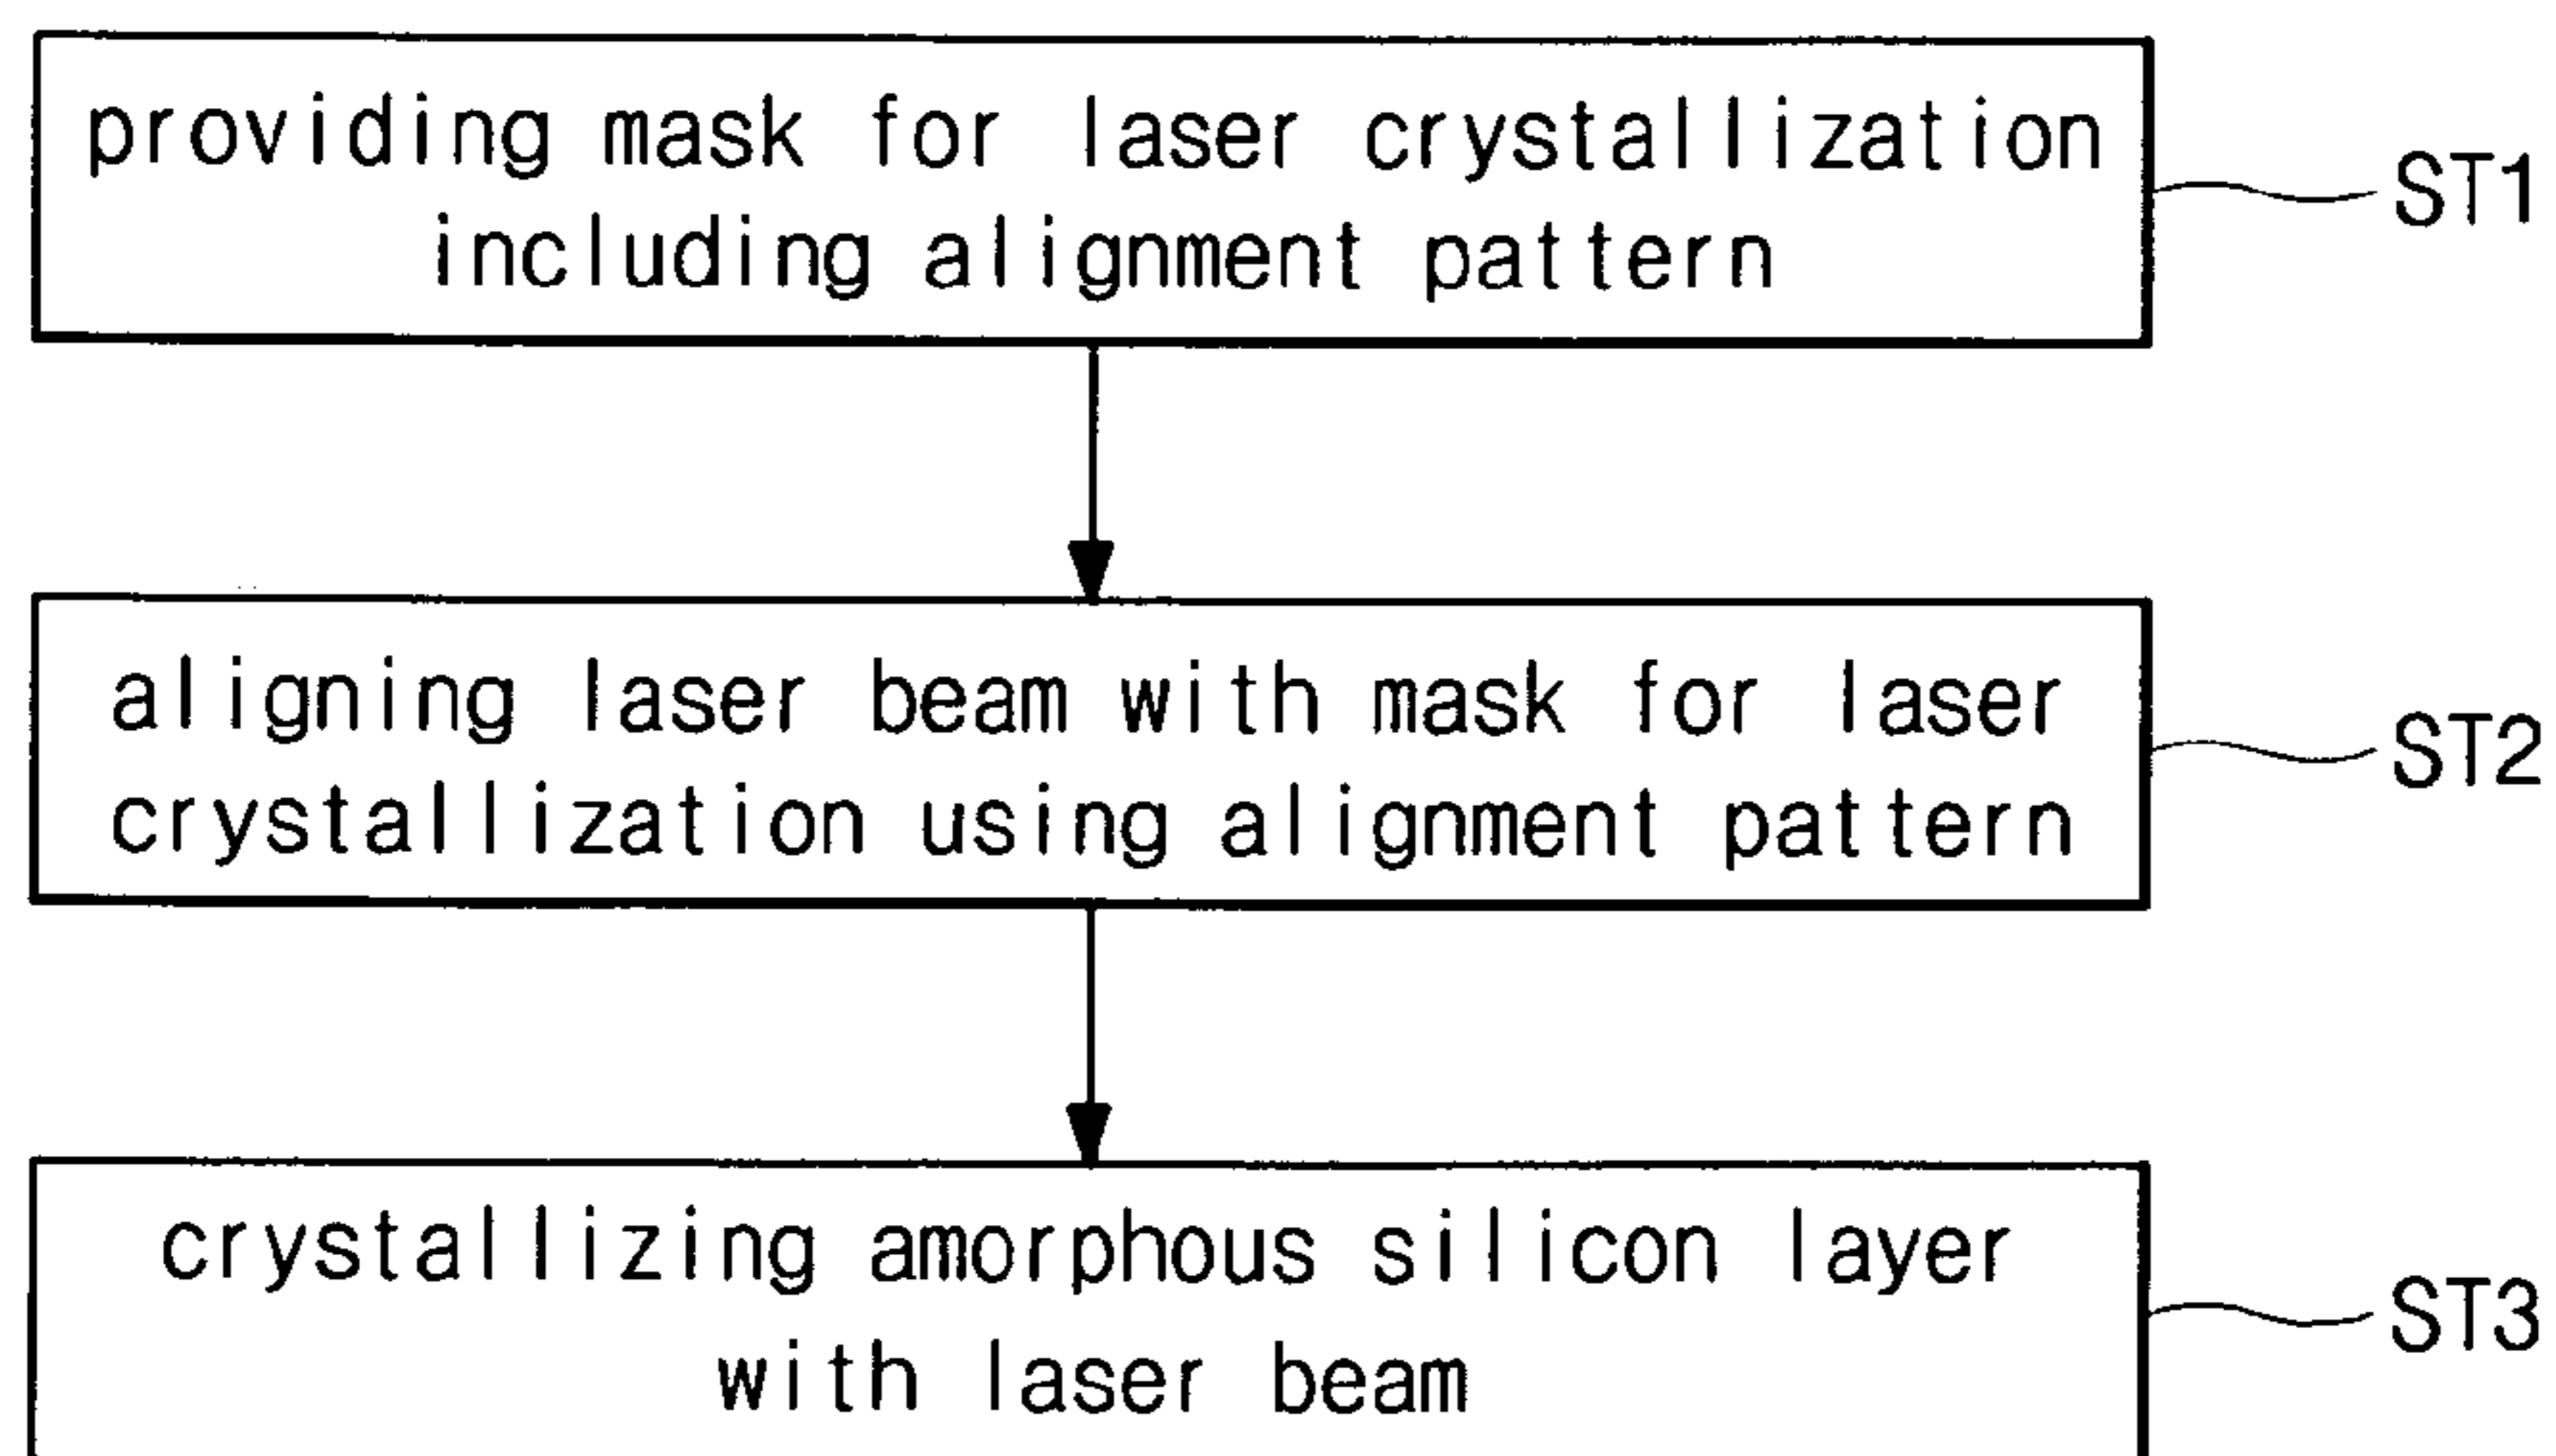 providing mask for laser crystallization
including alignment pattern
ST1
aligning laser beam with mask for laser
crystallization using alignment pattern
ST2
crystallizing amorphous silicon layer
with laser beam
ST3